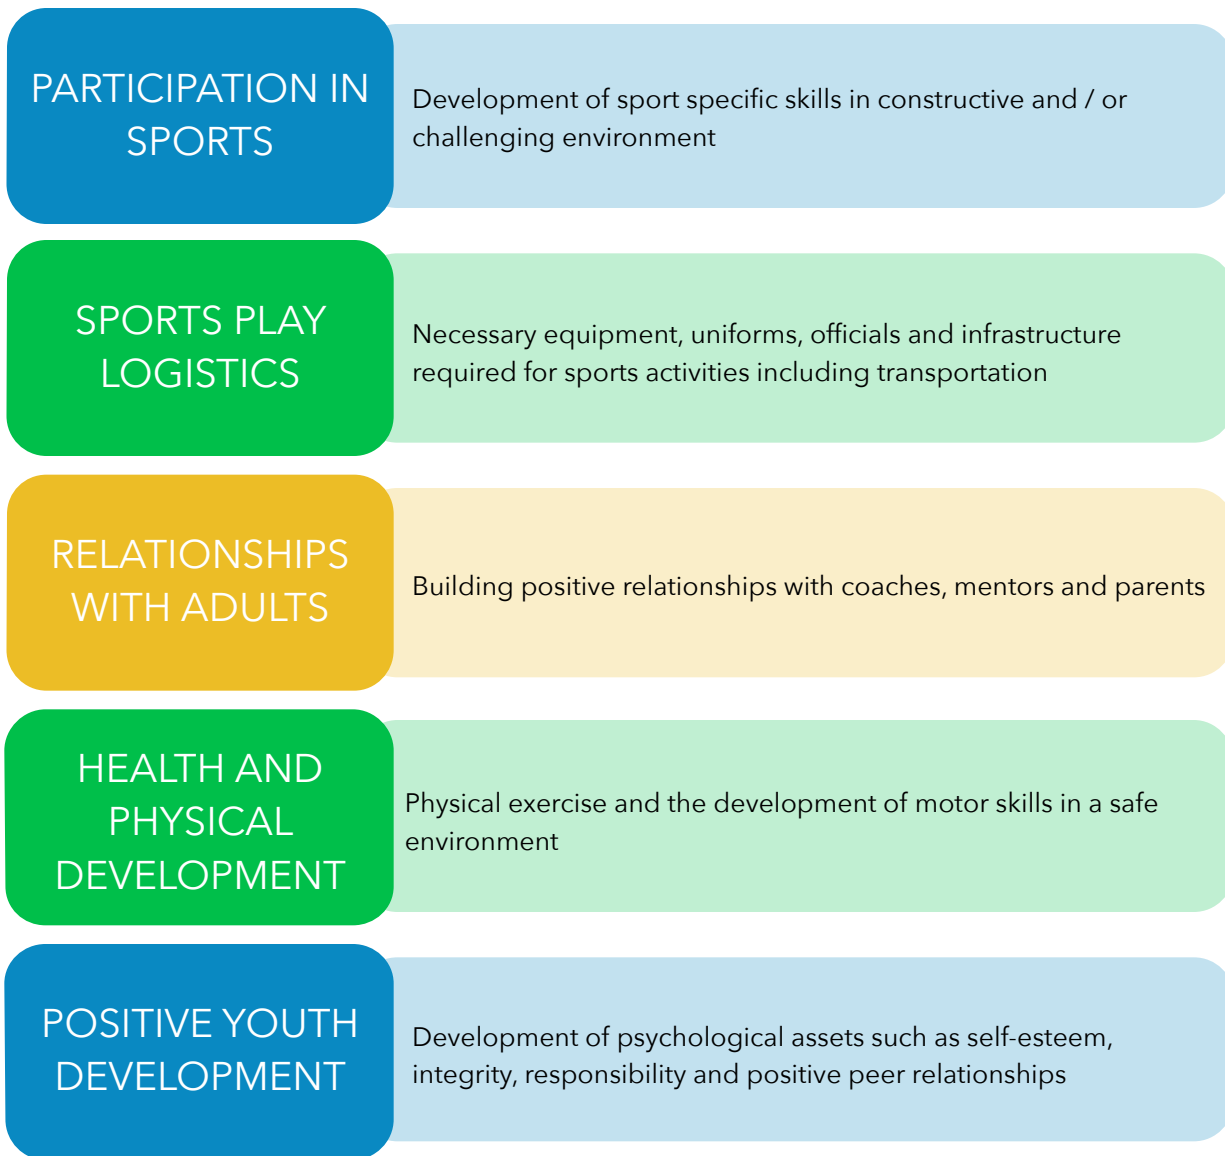 PARTICIPATION IN
SPORTS
Development of sport specific skills in constructive and / or
challenging environment
SPORTS PLAY
LOGISTICS
Necessary equipment, uniforms, officials and infrastructure
required for sports activities including transportation
RELATIONSHIPS
WITH ADULTS
Building positive relationships with coaches, mentors and parents
HEALTH AND
PHYSICAL
DEVELOPMENT
Physical exercise and the development of motor skills in a safe
environment
POSITIVE YOUTH
DEVELOPMENT
Development of psychological assets such as self-esteem,
integrity, responsibility and positive peer relationships